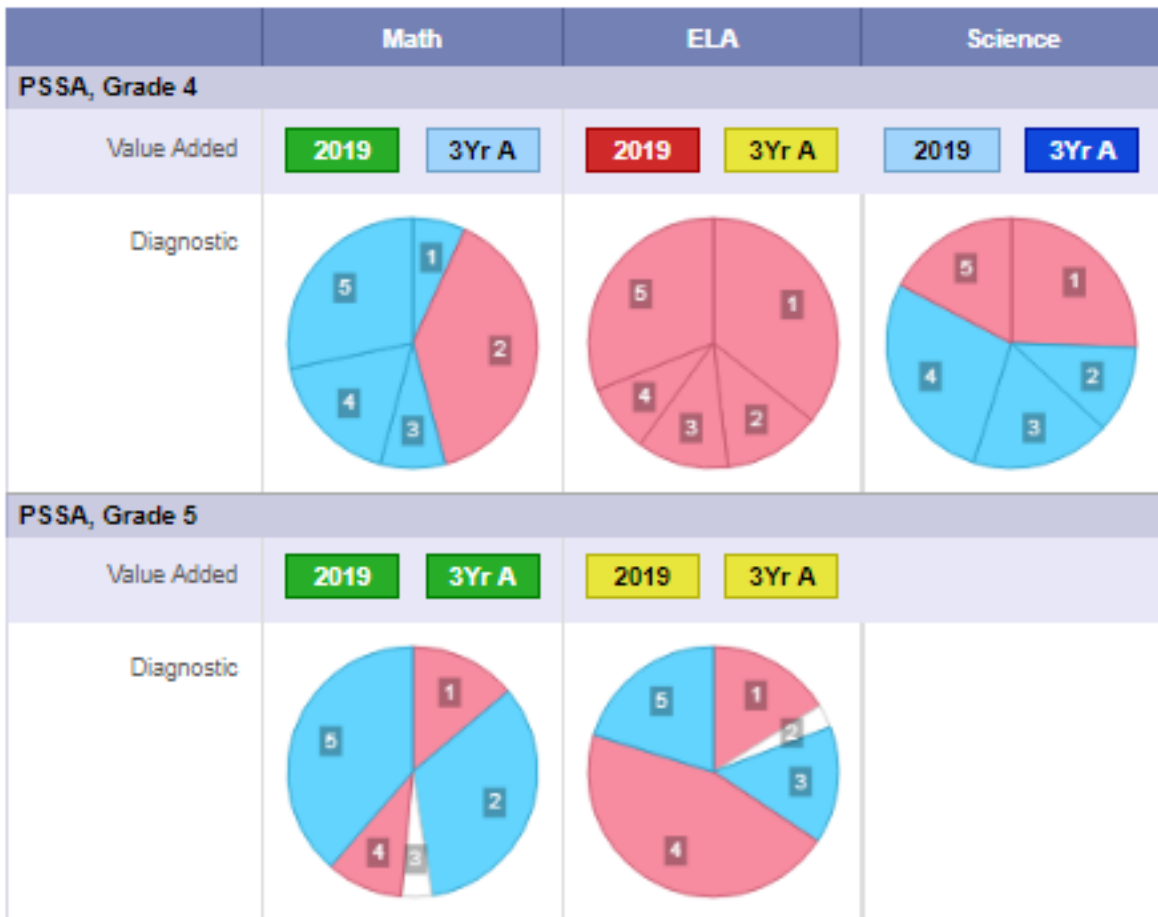 Math ELA Science
PSSA, Grade 4
Value Added 2019 3Yr A 2019 3Yr A 2019 3Yr A
Diagnostic
1 2 3 4 5
1 2 3 4 5
1 2 3 4 5
PSSA, Grade 5
Value Added 2019 3Yr A 2019 3Yr A
Diagnostic
1 2 3 4 5
1 2 3 4 5